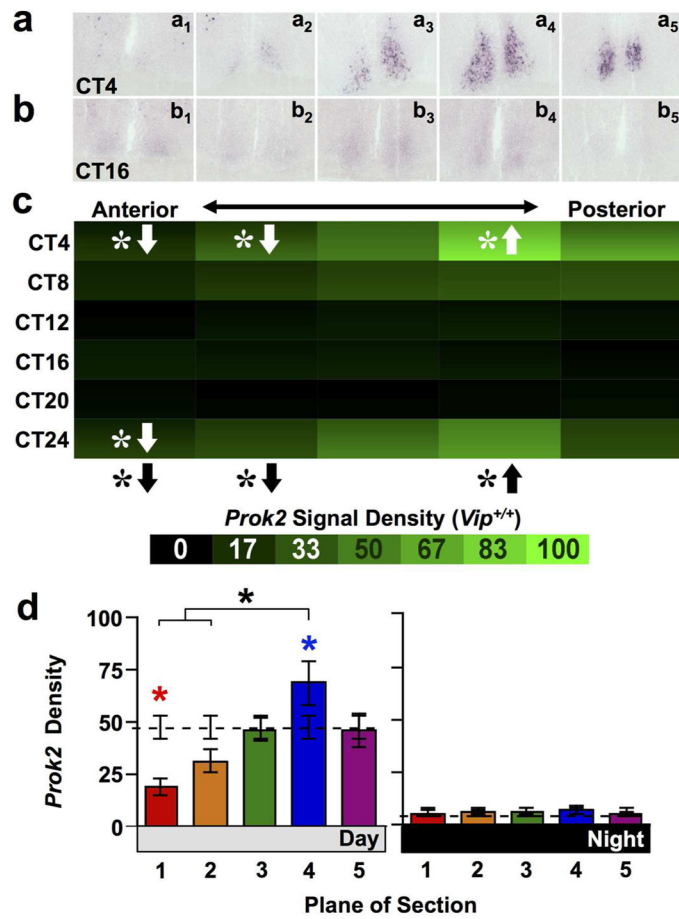 a a1 a2 a3 a4 a5
CT4
b b1 b2 b3 b4 b5
CT16
c Anterior Posterior
CT4 * * *
CT8
CT12
CT16
CT20
CT24 *
* * *
Prok2 Signal Density (Vip+/+)
0 17 33 50 67 83 100
d
100
75
50
25
0
Prok2 Density
* * *
Day Night
1 2 3 4 5 1 2 3 4 5
Plane of Section